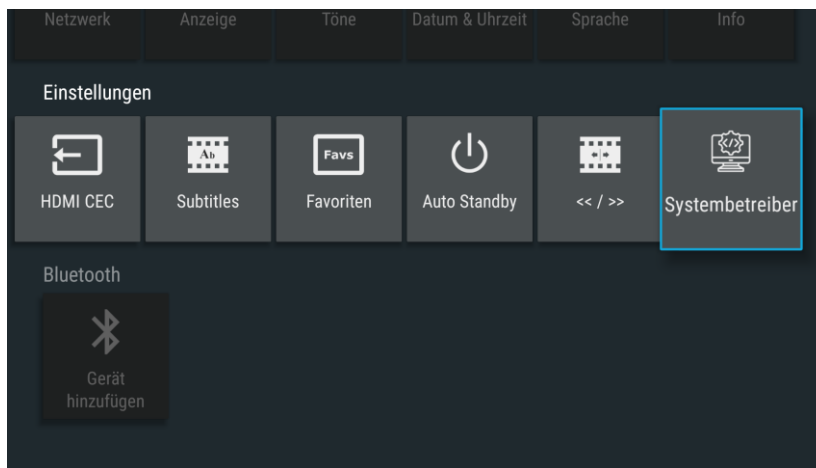 Netzwerk Anzeige Töne Datum & Uhrzeit Sprache Info
Einstellungen
Ab Favs </>
HDMI CEC Subtitles Favoriten Auto Standby << / >> Systembetreiber
Bluetooth
Gerät
hinzufügen